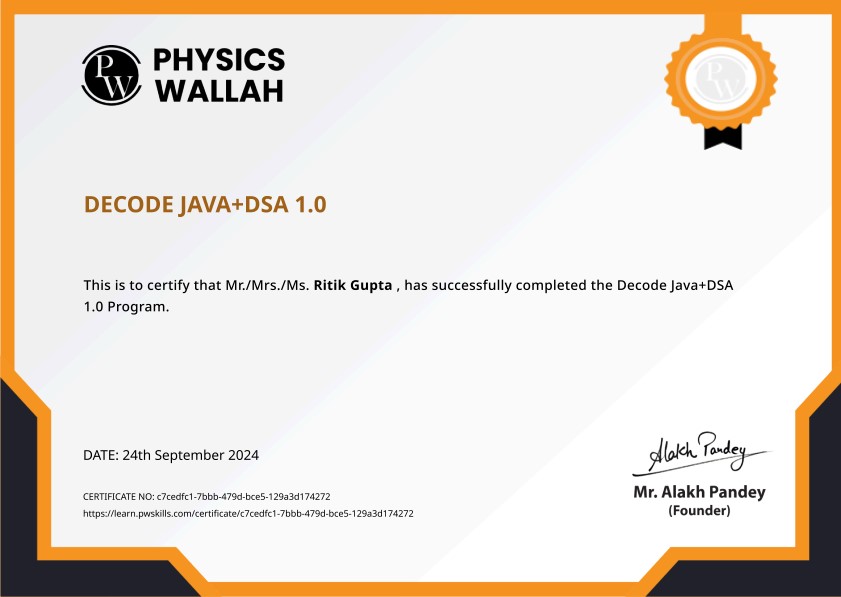 PW
PHYSICS
WALLAH
PW
DECODE JAVA+DSA 1.0
This is to certify that Mr./Mrs./Ms. Ritik Gupta , has successfully completed the Decode Java+DSA
1.0 Program.
DATE: 24th September 2024
CERTIFICATE NO: c7cedfc1-7bbb-479d-bce5-129a3d174272
https://learn.pwskills.com/certificate/c7cedfc1-7bbb-479d-bce5-129a3d174272
Alakh Pandey
Mr. Alakh Pandey
(Founder)